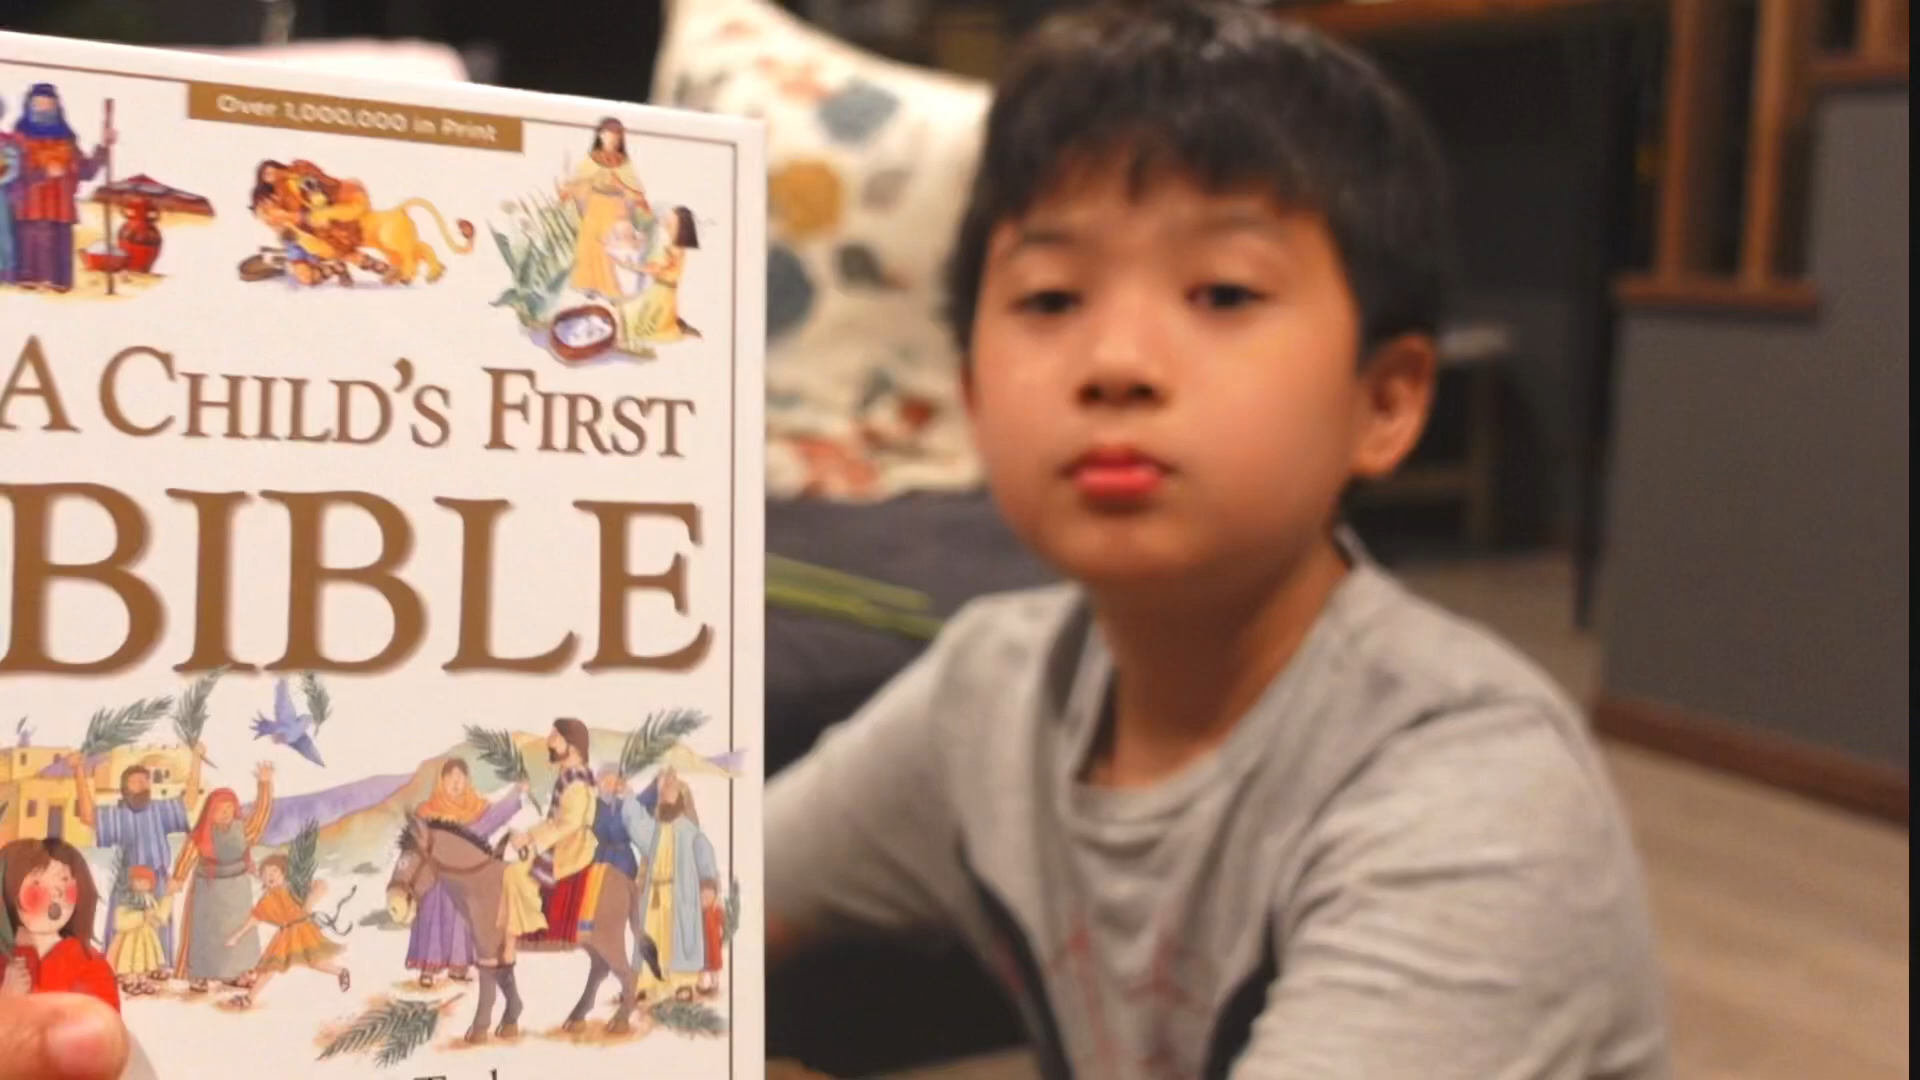 Over 1,000,000 in Print
A CHILD'S FIRST
BIBLE